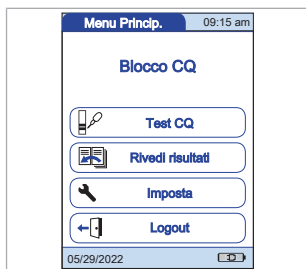 Menu Princip. 09:15 am
Blocco CQ
Test CQ
Rivedi risultati
Imposta
Logout
05/29/2022